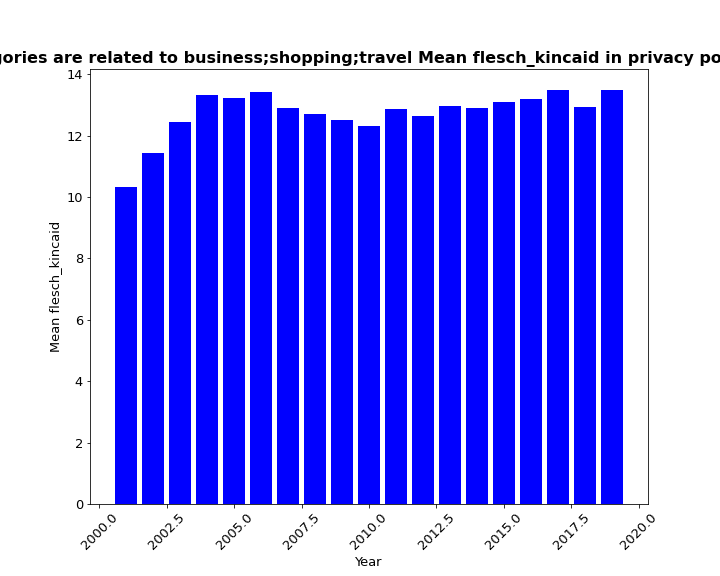 gories are related to business;shopping;travel Mean flesch_kincaid in privacy po
14
12
10
8
6
4
2
0
Mean flesch_kincaid
2000.0 2002.5 2005.0 2007.5 2010.0 2012.5 2015.0 2017.5 2020.0
Year